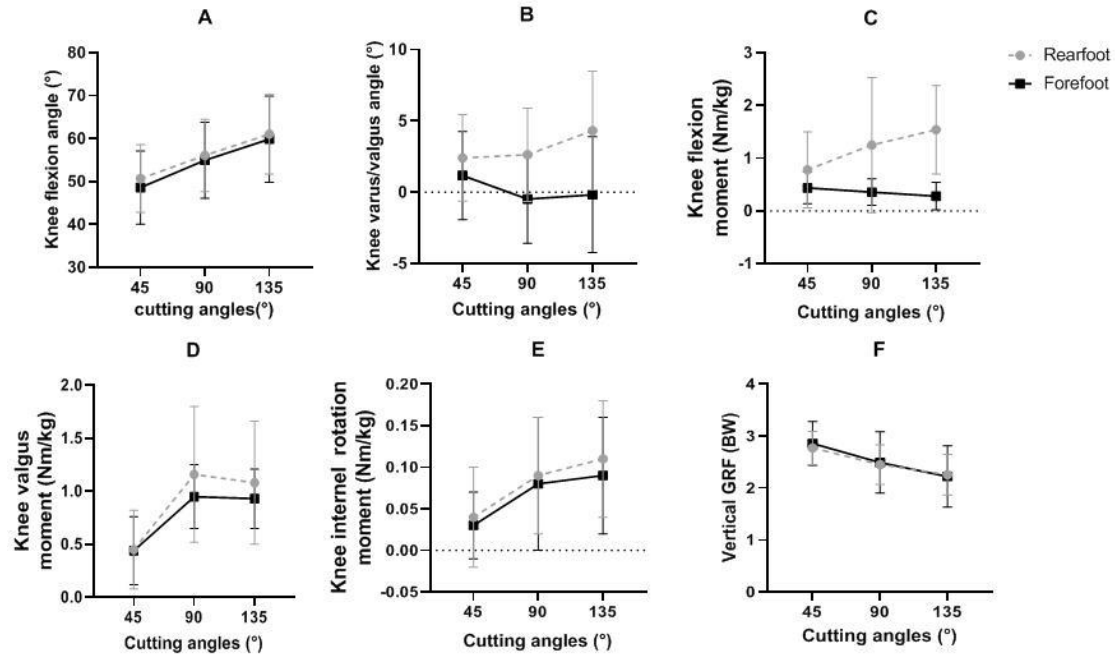 A
Knee flexion angle (°)
80
70
60
50
40
30
45 90 135
cutting angles(°)
B
Knee varus/valgus angle (°)
10
5
0
-5
45 90 135
Cutting angles (°)
C
Knee flexion
moment (Nm/kg)
3
2
1
0
-1
45 90 135
Cutting angles (°)
Rearfoot
Forefoot
D
Knee valgus
moment (Nm/kg)
2.0
1.5
1.0
0.5
0.0
45 90 135
Cutting angles (°)
E
Knee internel rotation
moment (Nm/kg)
0.20
0.15
0.10
0.05
0.00
-0.05
45 90 135
Cutting angles (°)
F
Vertical GRF (BW)
4
3
2
1
0
45 90 135
Cutting angles (°)